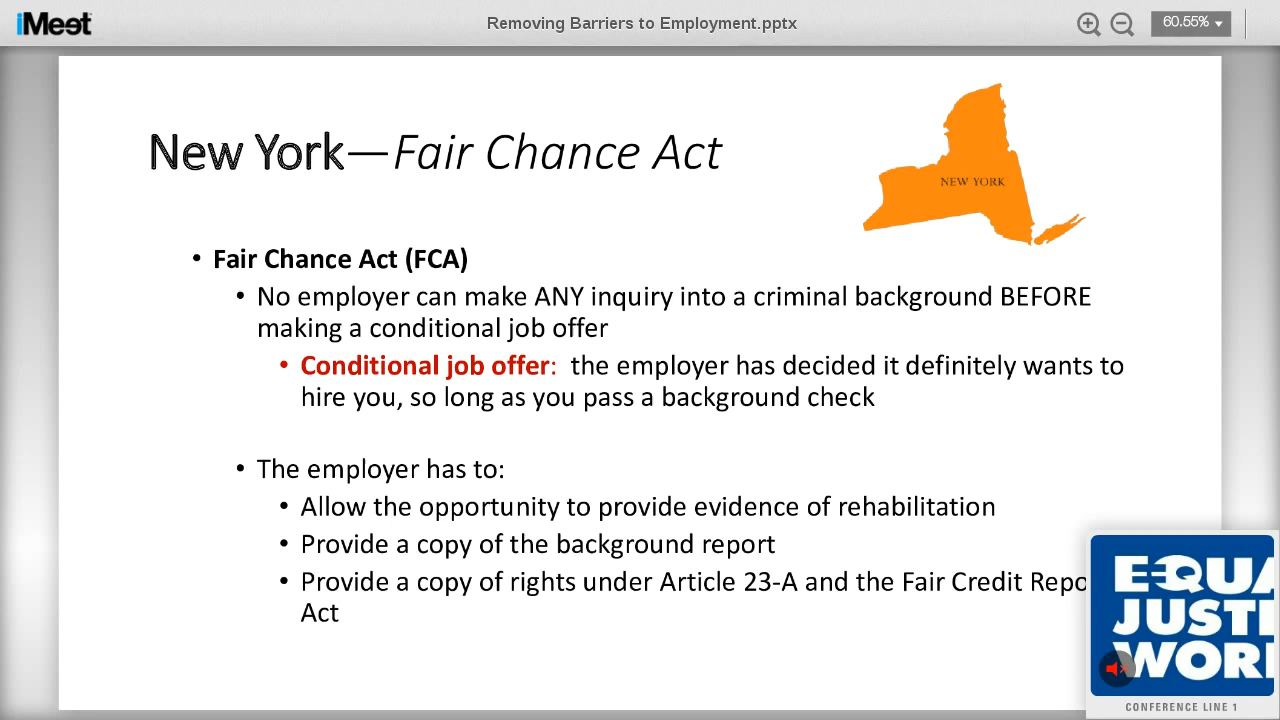 iMeet
Removing Barriers to Employment.pptx
60.55%
New York—Fair Chance Act
NEW YORK
• Fair Chance Act (FCA)
• No employer can make ANY inquiry into a criminal background BEFORE
making a conditional job offer
• Conditional job offer: the employer has decided it definitely wants to
hire you, so long as you pass a background check
• The employer has to:
• Allow the opportunity to provide evidence of rehabilitation
• Provide a copy of the background report
• Provide a copy of rights under Article 23-A and the Fair Credit Repo
Act
EQUA
JUSTI
WOR
CONFERENCE LINE 1